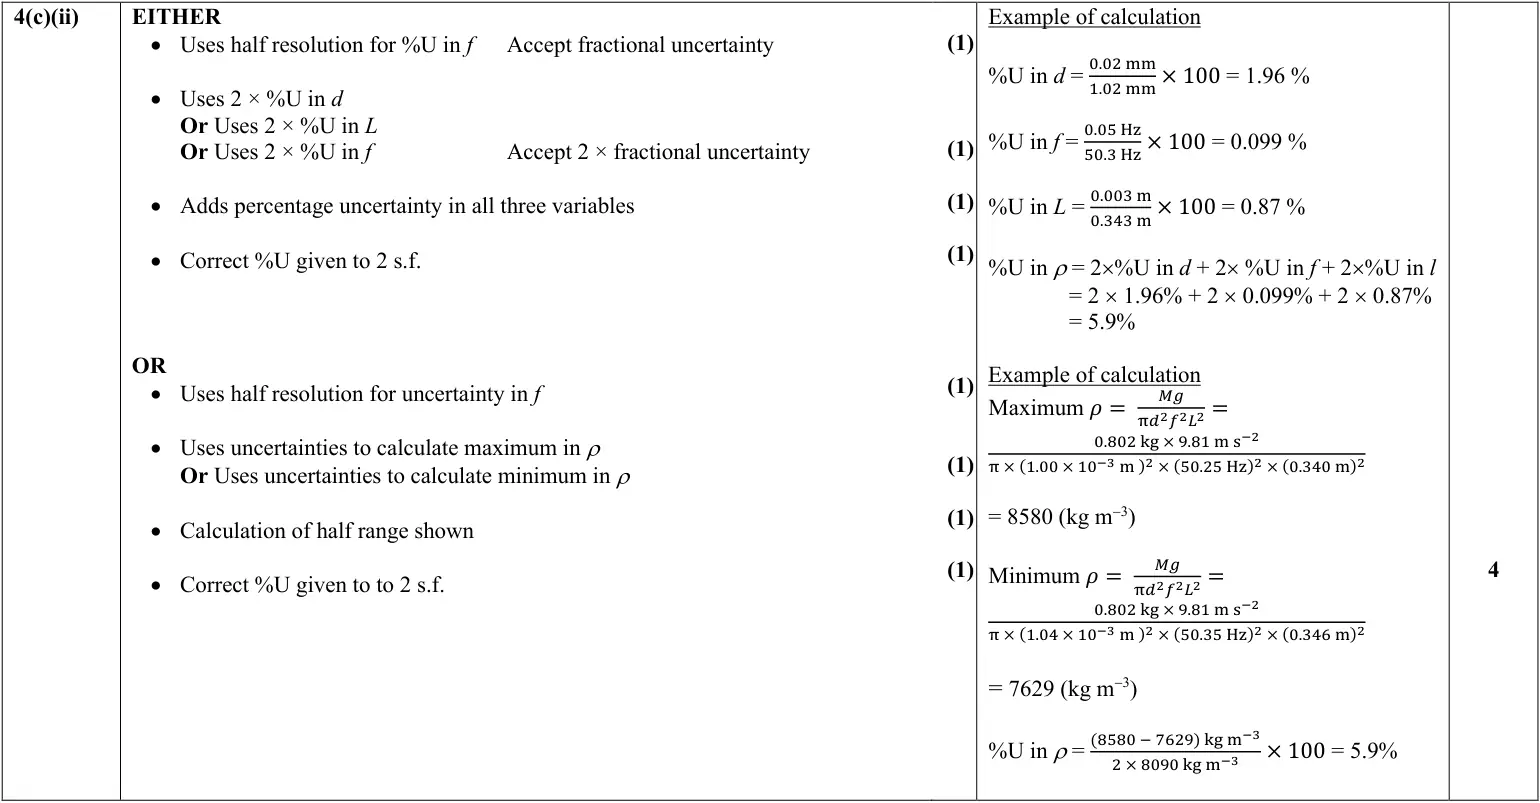 4(c)(ii)
EITHER
• Uses half resolution for %U in f Accept fractional uncertainty (1)
• Uses 2 × %U in d
Or Uses 2 × %U in L
Or Uses 2 × %U in f Accept 2 × fractional uncertainty (1)
• Adds percentage uncertainty in all three variables (1)
• Correct %U given to 2 s.f. (1)
OR
• Uses half resolution for uncertainty in f (1)
• Uses uncertainties to calculate maximum in ρ
Or Uses uncertainties to calculate minimum in ρ (1)
• Calculation of half range shown (1)
• Correct %U given to to 2 s.f. (1)
Example of calculation
%U in d = 0.02 mm / 1.02 mm × 100 = 1.96 %
%U in f = 0.05 Hz / 50.3 Hz × 100 = 0.099 %
%U in L = 0.003 m / 0.343 m × 100 = 0.87 %
%U in ρ = 2×%U in d + 2× %U in f + 2×%U in l
= 2 × 1.96% + 2 × 0.099% + 2 × 0.87%
= 5.9%
Example of calculation
Maximum ρ = Mg / πd²f²L² =
0.802 kg × 9.81 m s⁻²
π × (1.00 × 10⁻³ m )² × (50.25 Hz)² × (0.340 m)²
= 8580 (kg m⁻³)
Minimum ρ = Mg / πd²f²L² =
0.802 kg × 9.81 m s⁻²
π × (1.04 × 10⁻³ m )² × (50.35 Hz)² × (0.346 m)²
= 7629 (kg m⁻³)
%U in ρ = (8580 − 7629) kg m⁻³ / 2 × 8090 kg m⁻³ × 100 = 5.9%
4